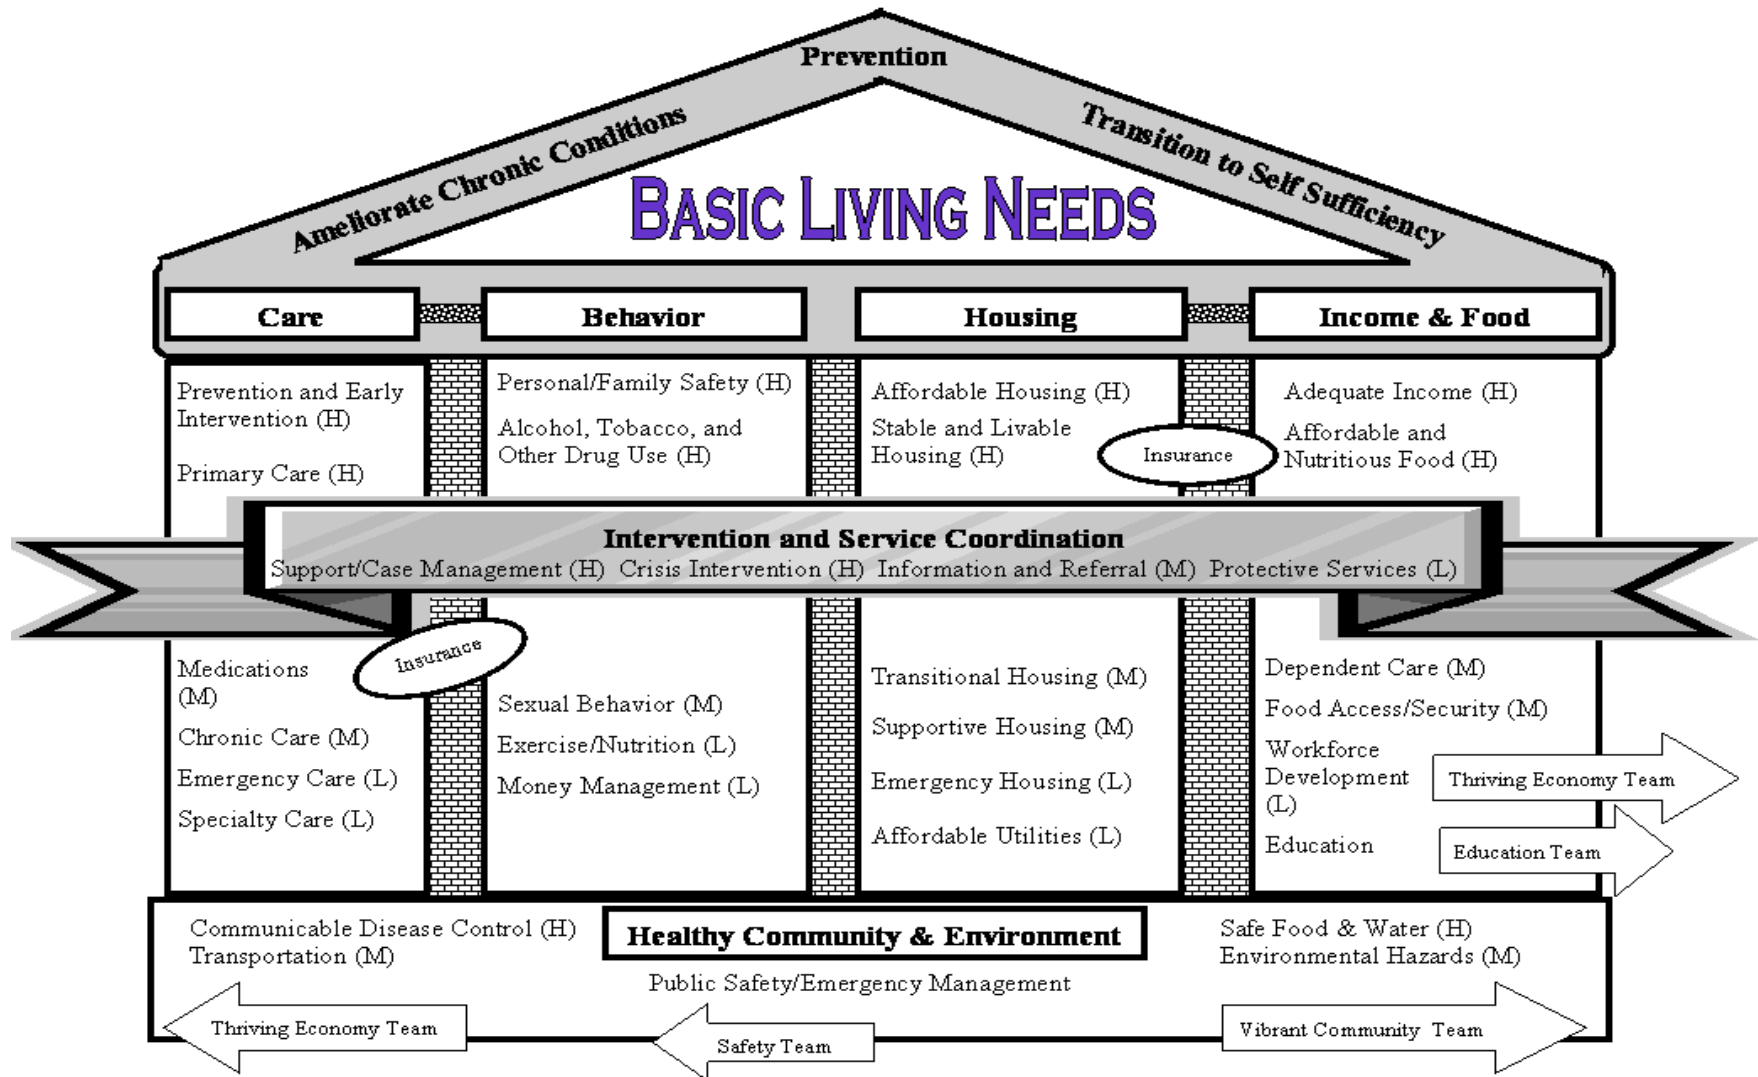 Prevention
Ameliorate Chronic Conditions
Transition to Self Sufficiency
BASIC LIVING NEEDS
Care
Behavior
Housing
Income & Food
Prevention and Early
Intervention (H)
Primary Care (H)
Personal/Family Safety (H)
Alcohol, Tobacco, and
Other Drug Use (H)
Affordable Housing (H)
Stable and Livable
Housing (H)
Insurance
Adequate Income (H)
Affordable and
Nutritious Food (H)
Intervention and Service Coordination
Support/Case Management (H) Crisis Intervention (H) Information and Referral (M) Protective Services (L)
Insurance
Medications
(M)
Chronic Care (M)
Emergency Care (L)
Specialty Care (L)
Sexual Behavior (M)
Exercise/Nutrition (L)
Money Management (L)
Transitional Housing (M)
Supportive Housing (M)
Emergency Housing (L)
Affordable Utilities (L)
Dependent Care (M)
Food Access/Security (M)
Workforce
Development
(L)
Thriving Economy Team
Education
Education Team
Communicable Disease Control (H)
Transportation (M)
Healthy Community & Environment
Safe Food & Water (H)
Environmental Hazards (M)
Public Safety/Emergency Management
Thriving Economy Team
Safety Team
Vibrant Community Team